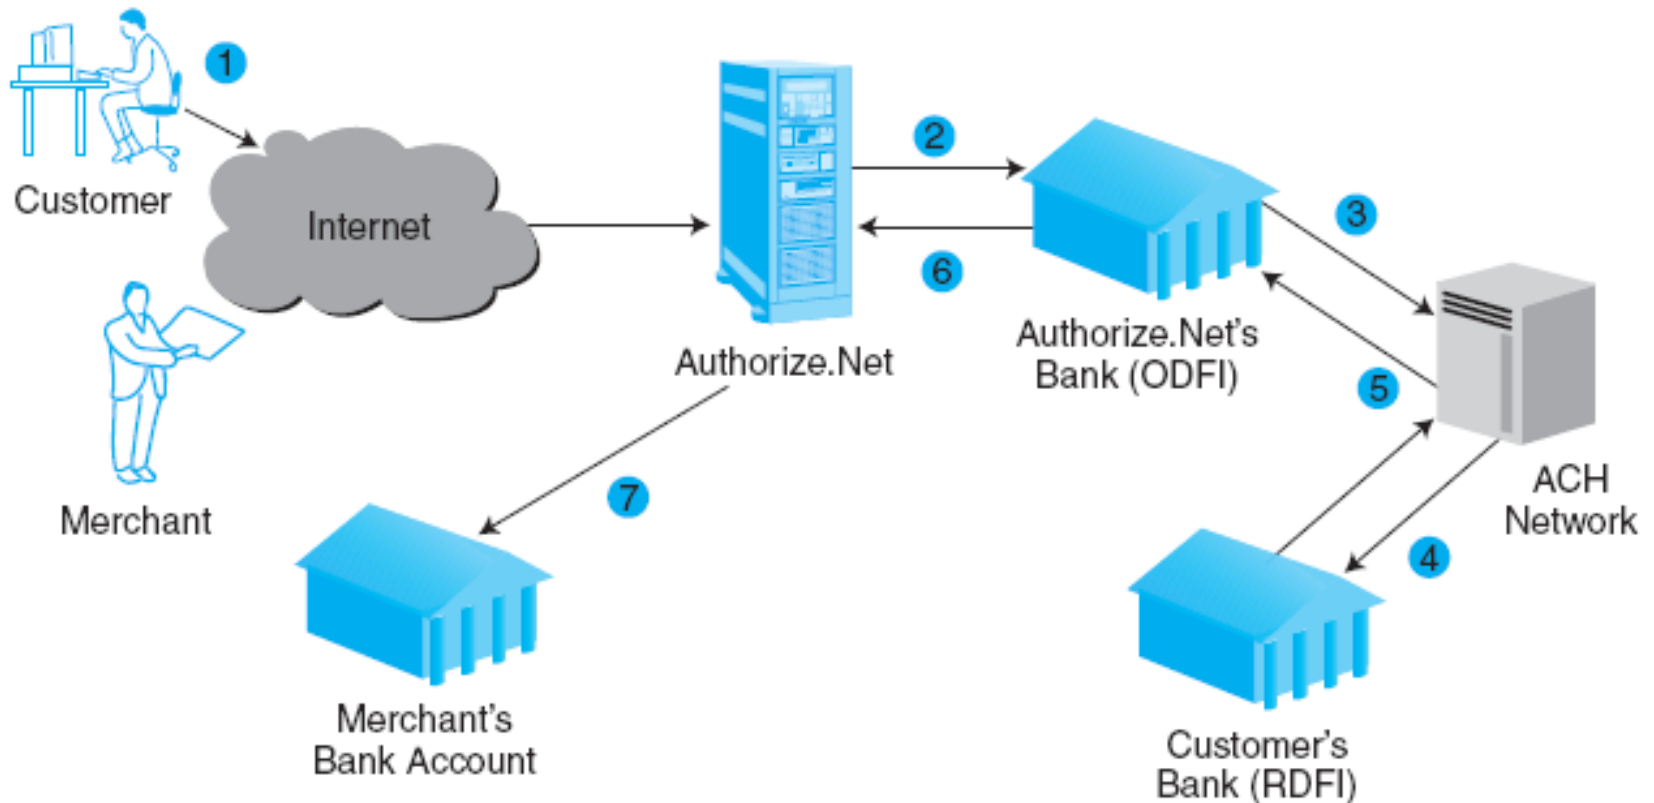 1
Customer
Internet
Merchant
Authorize.Net
2
6
Authorize.Net's
Bank (ODFI)
3
5
ACH
Network
4
7
Merchant's
Bank Account
Customer's
Bank (RDFI)